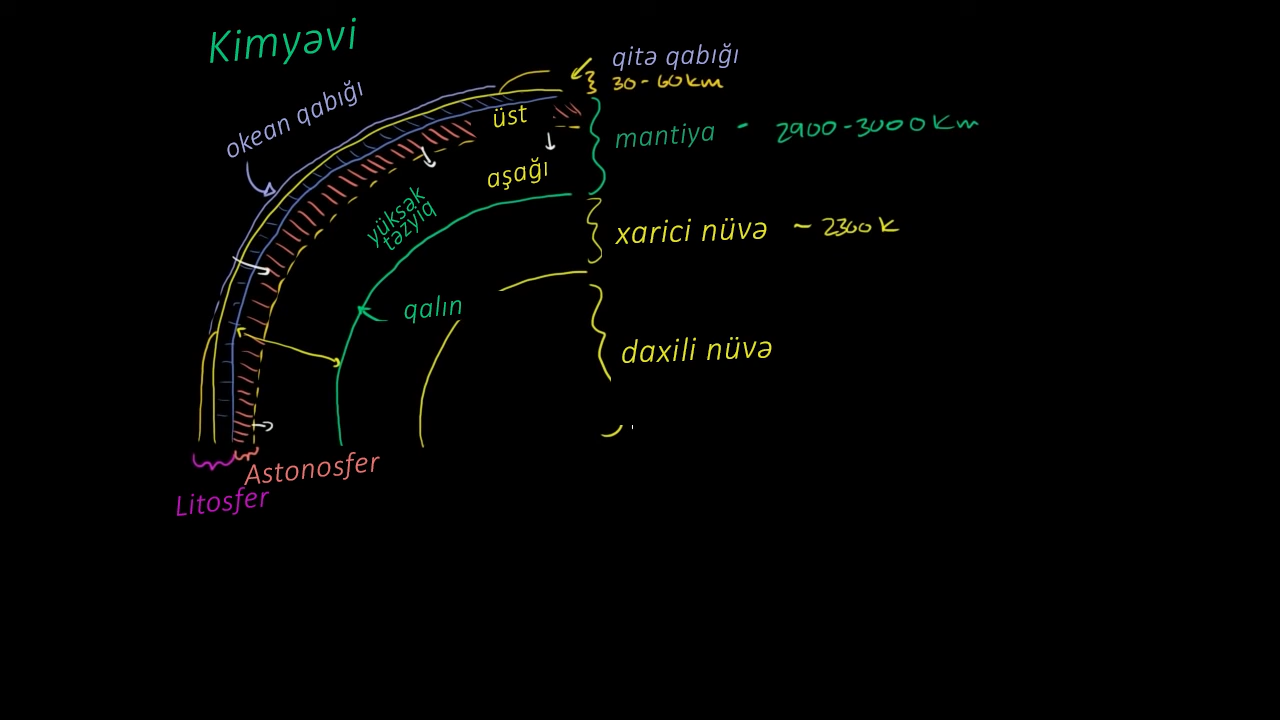 Kimyəvi
okean qabığı
qitə qabığı
30-60km
üst
mantiya - 2900-3000km
aşağı
yüksək
təzyiq
xarici nüvə ~ 2300k
qalın
daxili nüvə
Astonosfer
Litosfer